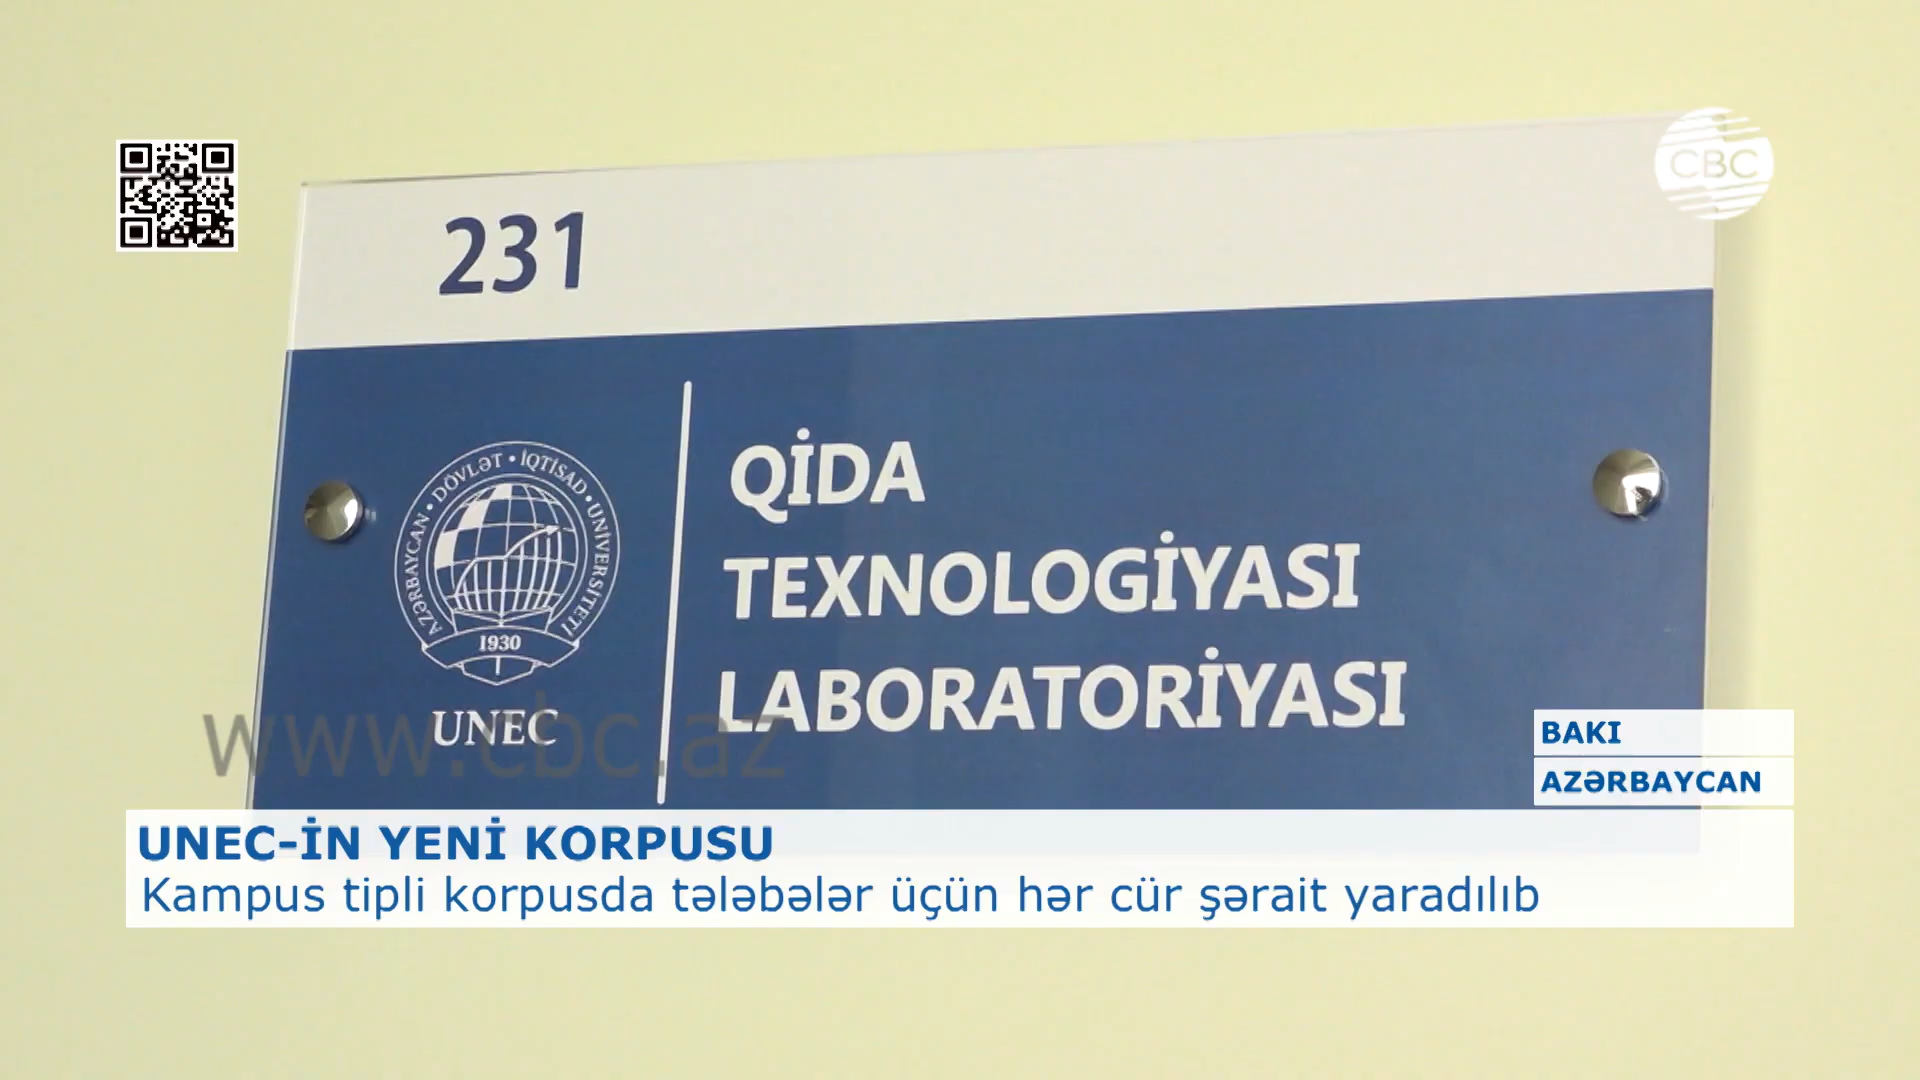 CBC
231
AZƏRBAYCAN • DÖVLƏT • İQTİSAD • UNİVERSİTETİ
1930
UNEC
QİDA
TEXNOLOGİYASI
LABORATORİYASI
www.cbc.az
BAKI
AZƏRBAYCAN
UNEC-İN YENİ KORPUSU
Kampus tipli korpusda tələbələr üçün hər cür şərait yaradılıb